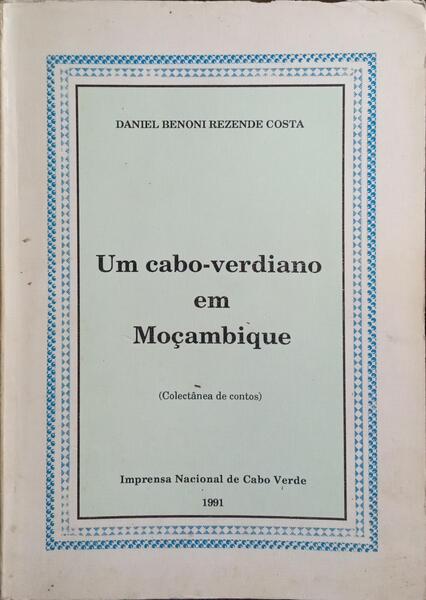 DANIEL BENONI REZENDE COSTA
Um cabo-verdiano
em
Moçambique
(Colectânea de contos)
Imprensa Nacional de Cabo Verde
1991